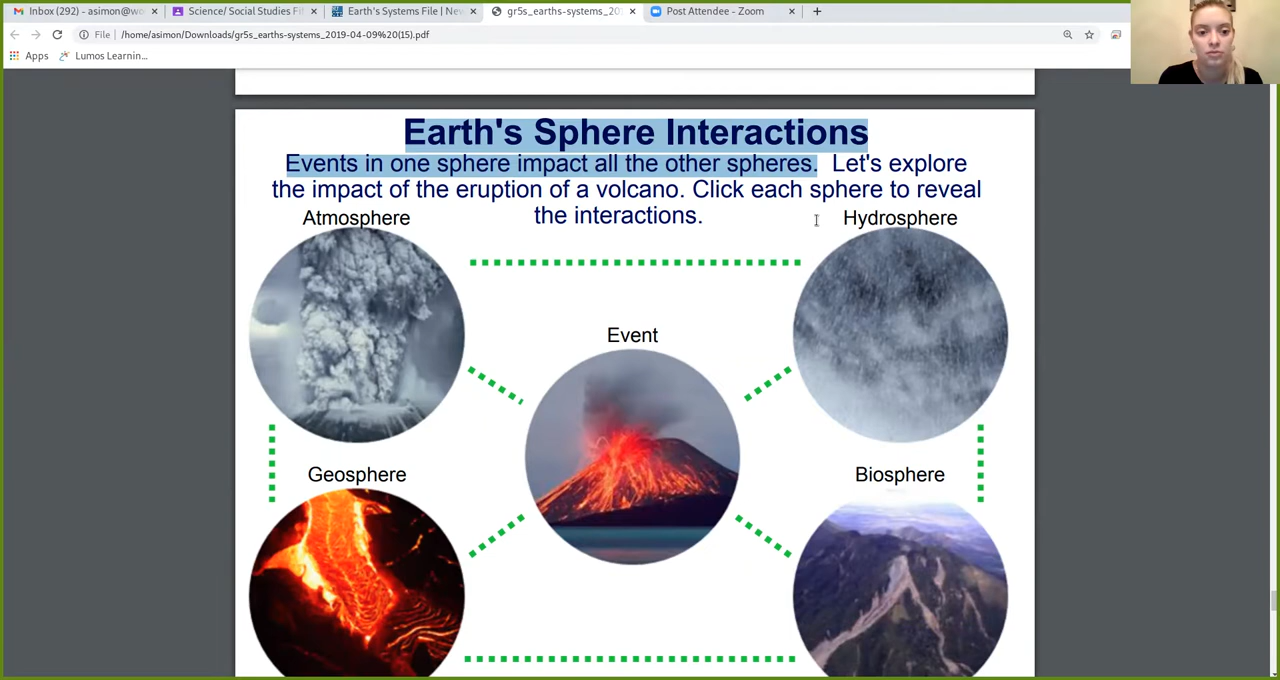 Inbox (292) - asimon@wo
Science/ Social Studies Fi
Earth's Systems File | New
gr5s_earths-systems_20
Post Attendee - Zoom
File | /home/asimon/Downloads/gr5s_earths-systems_2019-04-09%20(15).pdf
Apps Lumos Learnin...
Earth's Sphere Interactions
Events in one sphere impact all the other spheres. Let's explore
the impact of the eruption of a volcano. Click each sphere to reveal
the interactions.
Atmosphere
Hydrosphere
Event
Geosphere
Biosphere